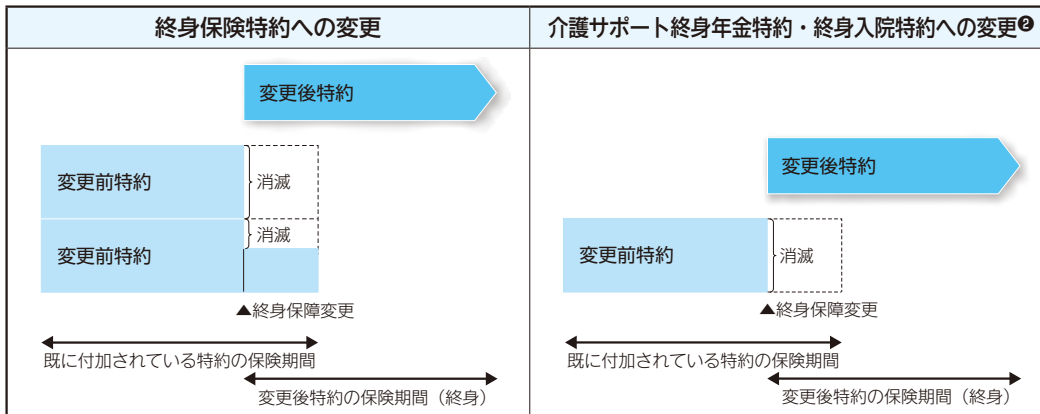 終身保険特約への変更
変更後特約
変更前特約
消滅
消滅
変更前特約
▲終身保障変更
既に付加されている特約の保険期間
変更後特約の保険期間（終身）
介護サポート終身年金特約・終身入院特約への変更❷
変更後特約
変更前特約
消滅
▲終身保障変更
既に付加されている特約の保険期間
変更後特約の保険期間（終身）